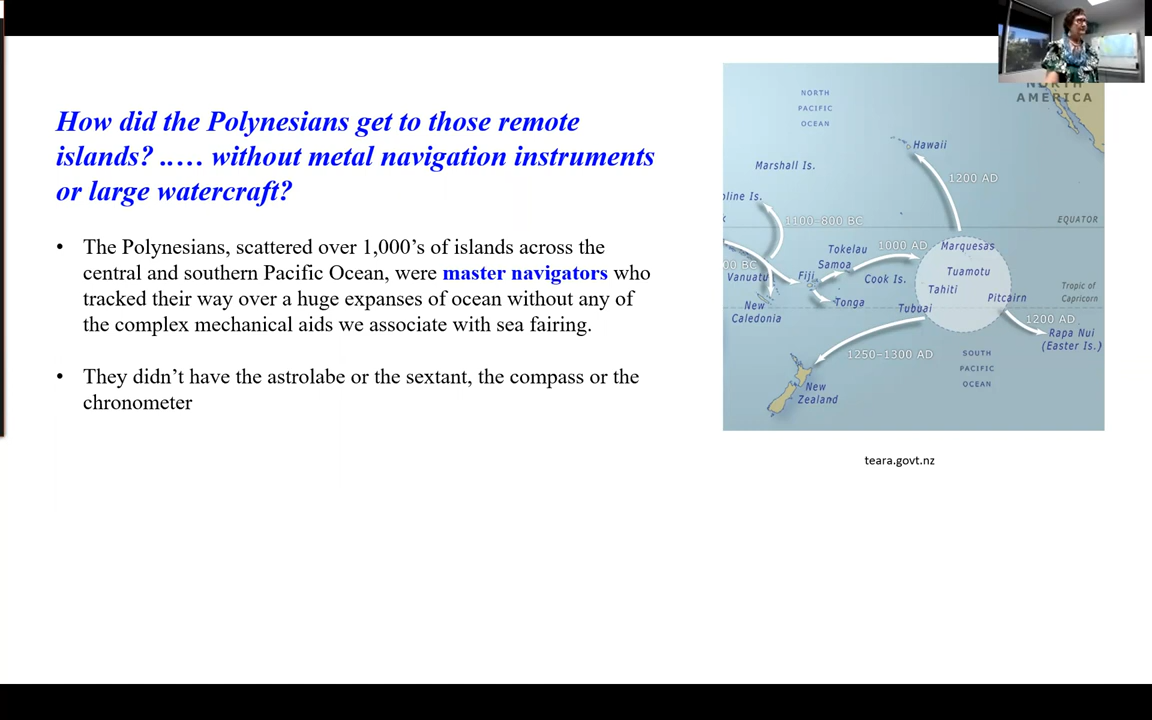 How did the Polynesians get to those remote
islands? ..… without metal navigation instruments
or large watercraft?
• The Polynesians, scattered over 1,000’s of islands across the
central and southern Pacific Ocean, were master navigators who
tracked their way over a huge expanses of ocean without any of
the complex mechanical aids we associate with sea fairing.
• They didn’t have the astrolabe or the sextant, the compass or the
chronometer
NORTH
PACIFIC
OCEAN
NORTH
AMERICA
Hawaii
Marshall Is.
1200 AD
oline Is.
1100–800 BC
EQUATOR
Tokelau
1000 AD
Marquesas
Samoa
00 BC
Vanuatu
Fiji
Cook Is.
Tuamotu
Tahiti
Pitcairn
Tropic of
Capricorn
New
Caledonia
Tonga
Tubuai
1200 AD
Rapa Nui
(Easter Is.)
1250–1300 AD
SOUTH
PACIFIC
OCEAN
New
Zealand
teara.govt.nz